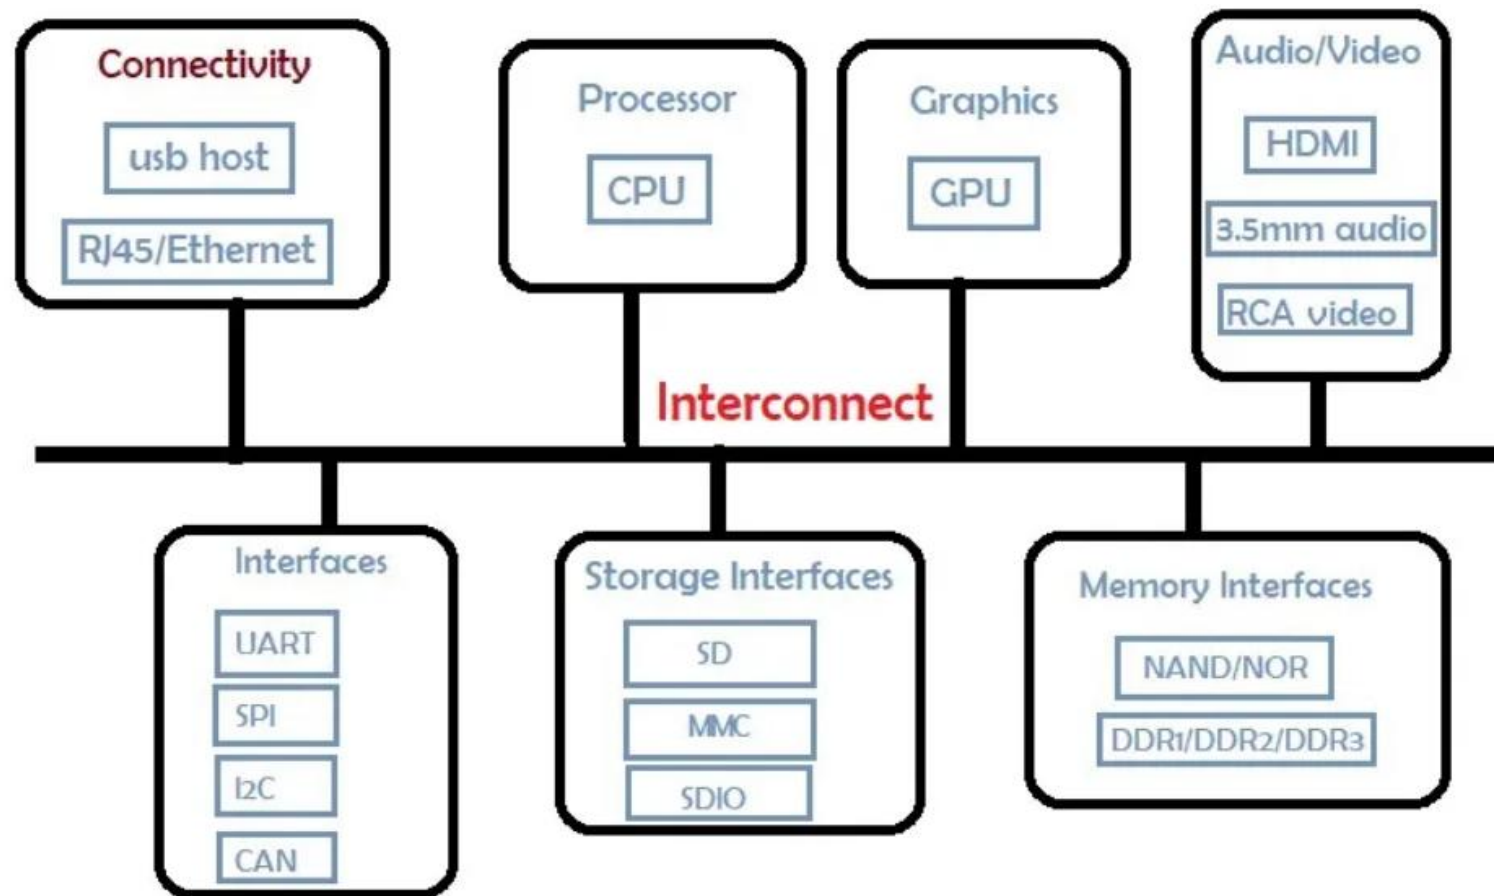 Connectivity
usb host
RJ45/Ethernet
Processor
CPU
Graphics
GPU
Audio/Video
HDMI
3.5mm audio
RCA video
Interconnect
Interfaces
UART
SPI
I2C
CAN
Storage Interfaces
SD
MMC
SDIO
Memory Interfaces
NAND/NOR
DDR1/DDR2/DDR3